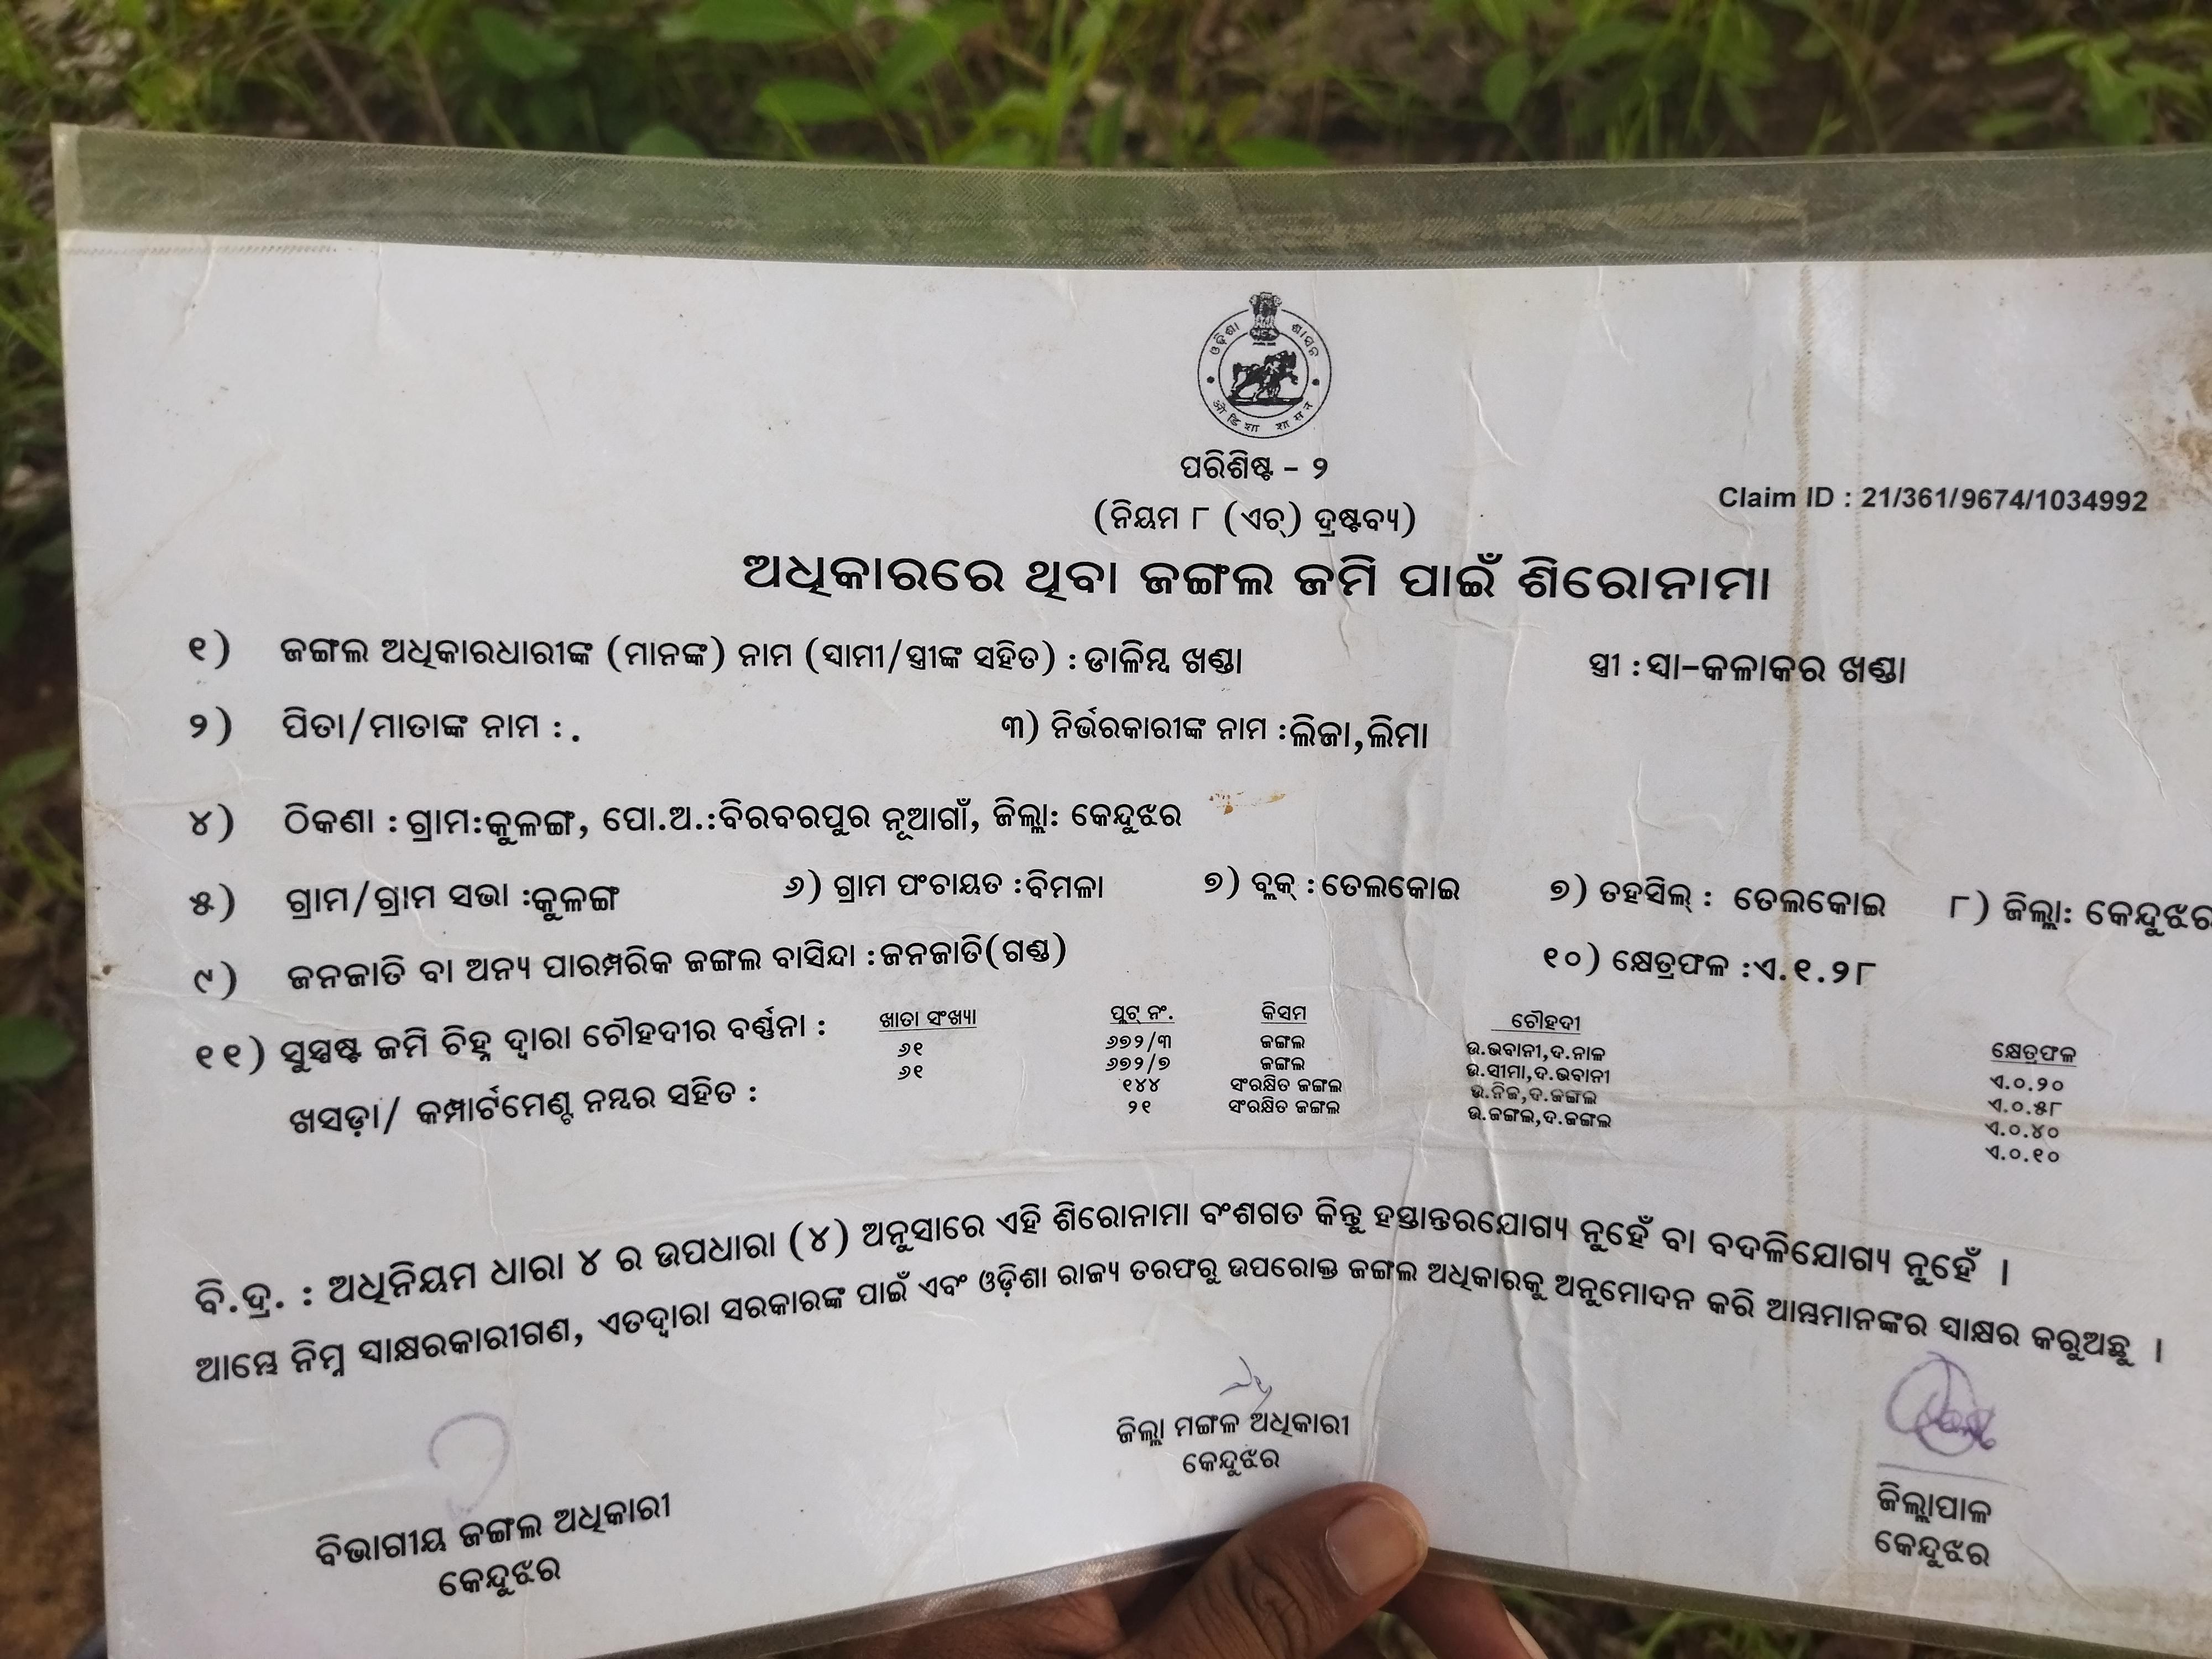 ଓଡ଼ିଶା ଶାସନ
ओडिशा शासन
ପରିଶିଷ୍ଟ - ୨
(ନିୟମ ୮ (ଏଚ୍) ଦ୍ରଷ୍ଟବ୍ୟ)
Claim ID : 21/361/9674/1034992
ଅଧିକାରରେ ଥିବା ଜଙ୍ଗଲ ଜମି ପାଇଁ ଶିରୋନାମା
୧) ଜଙ୍ଗଲ ଅଧିକାରଧାରୀଙ୍କ (ମାନଙ୍କ) ନାମ (ସ୍ୱାମୀ/ସ୍ତ୍ରୀଙ୍କ ସହିତ) : ଡାଳିମ୍ବ ଖଣ୍ଡା ସ୍ତ୍ରୀ : ସ୍ୱା-କଳାକର ଖଣ୍ଡା
୨) ପିତା/ମାତାଙ୍କ ନାମ : . ୩) ନିର୍ଭରକାରୀଙ୍କ ନାମ :ଲିଜା,ଲିମା
୪) ଠିକଣା : ଗ୍ରାମ:କୁଳଙ୍ଗ, ପୋ.ଅ.:ବିରବରପୁର ନୂଆଗାଁ, ଜିଲ୍ଲା: କେନ୍ଦୁଝର
୫) ଗ୍ରାମ/ଗ୍ରାମ ସଭା :କୁଳଙ୍ଗ ୬) ଗ୍ରାମ ପଂଚାୟତ :ବିମଳା ୭) ବ୍ଲକ୍ : ତେଲକୋଇ ୭) ତହସିଲ୍ : ତେଲକୋଇ ୮) ଜିଲ୍ଲା: କେନ୍ଦୁଝର
୯) ଜନଜାତି ବା ଅନ୍ୟ ପାରମ୍ପରିକ ଜଙ୍ଗଲ ବାସିନ୍ଦା :ଜନଜାତି(ଗଣ୍ଡ) ୧୦) କ୍ଷେତ୍ରଫଳ :ଏ.୧.୨୮
୧୧) ସୁସ୍ପଷ୍ଟ ଜମି ଚିହ୍ନ ଦ୍ୱାରା ଚୌହଦୀର ବର୍ଣ୍ଣନା :
ଖସଡ଼ା/ କମ୍ପାର୍ଟମେଣ୍ଟ ନମ୍ବର ସହିତ :
ଖାତା ସଂଖ୍ୟା ପ୍ଲଟ୍ ନଂ. କିସମ ଚୌହଦୀ କ୍ଷେତ୍ରଫଳ
୬୧ ୬୭୨/୩ ଜଙ୍ଗଲ ଉ.ଭବାନୀ,ଦ.ନାଳ ଏ.୦.୨୦
୬୧ ୬୭୨/୭ ଜଙ୍ଗଲ ଉ.ସୀମା,ଦ.ଭବାନୀ ଏ.୦.୫୮
୧୪୪ ସଂରକ୍ଷିତ ଜଙ୍ଗଲ ଉ.ନିଜ,ଦ.ଜଙ୍ଗଲ ଏ.୦.୪୦
୨୧ ସଂରକ୍ଷିତ ଜଙ୍ଗଲ ଉ.ଜଙ୍ଗଲ,ଦ.ଜଙ୍ଗଲ ଏ.୦.୧୦
ବି.ଦ୍ର. : ଅଧିନିୟମ ଧାରା ୪ ର ଉପଧାରା (୪) ଅନୁସାରେ ଏହି ଶିରୋନାମା ବଂଶଗତ କିନ୍ତୁ ହସ୍ତାନ୍ତରଯୋଗ୍ୟ ନୁହେଁ ବା ବଦଳିଯୋଗ୍ୟ ନୁହେଁ ।
ଆମ୍ଭେ ନିମ୍ନ ସାକ୍ଷରକାରୀଗଣ, ଏତଦ୍ୱାରା ସରକାରଙ୍କ ପାଇଁ ଏବଂ ଓଡ଼ିଶା ରାଜ୍ୟ ତରଫରୁ ଉପରୋକ୍ତ ଜଙ୍ଗଲ ଅଧିକାରକୁ ଅନୁମୋଦନ କରି ଆମ୍ଭମାନଙ୍କର ସାକ୍ଷର କରୁଅଛୁ ।
ବିଭାଗୀୟ ଜଙ୍ଗଲ ଅଧିକାରୀ
କେନ୍ଦୁଝର
ଜିଲ୍ଲା ମଙ୍ଗଳ ଅଧିକାରୀ
କେନ୍ଦୁଝର
ଜିଲ୍ଲାପାଳ
କେନ୍ଦୁଝର